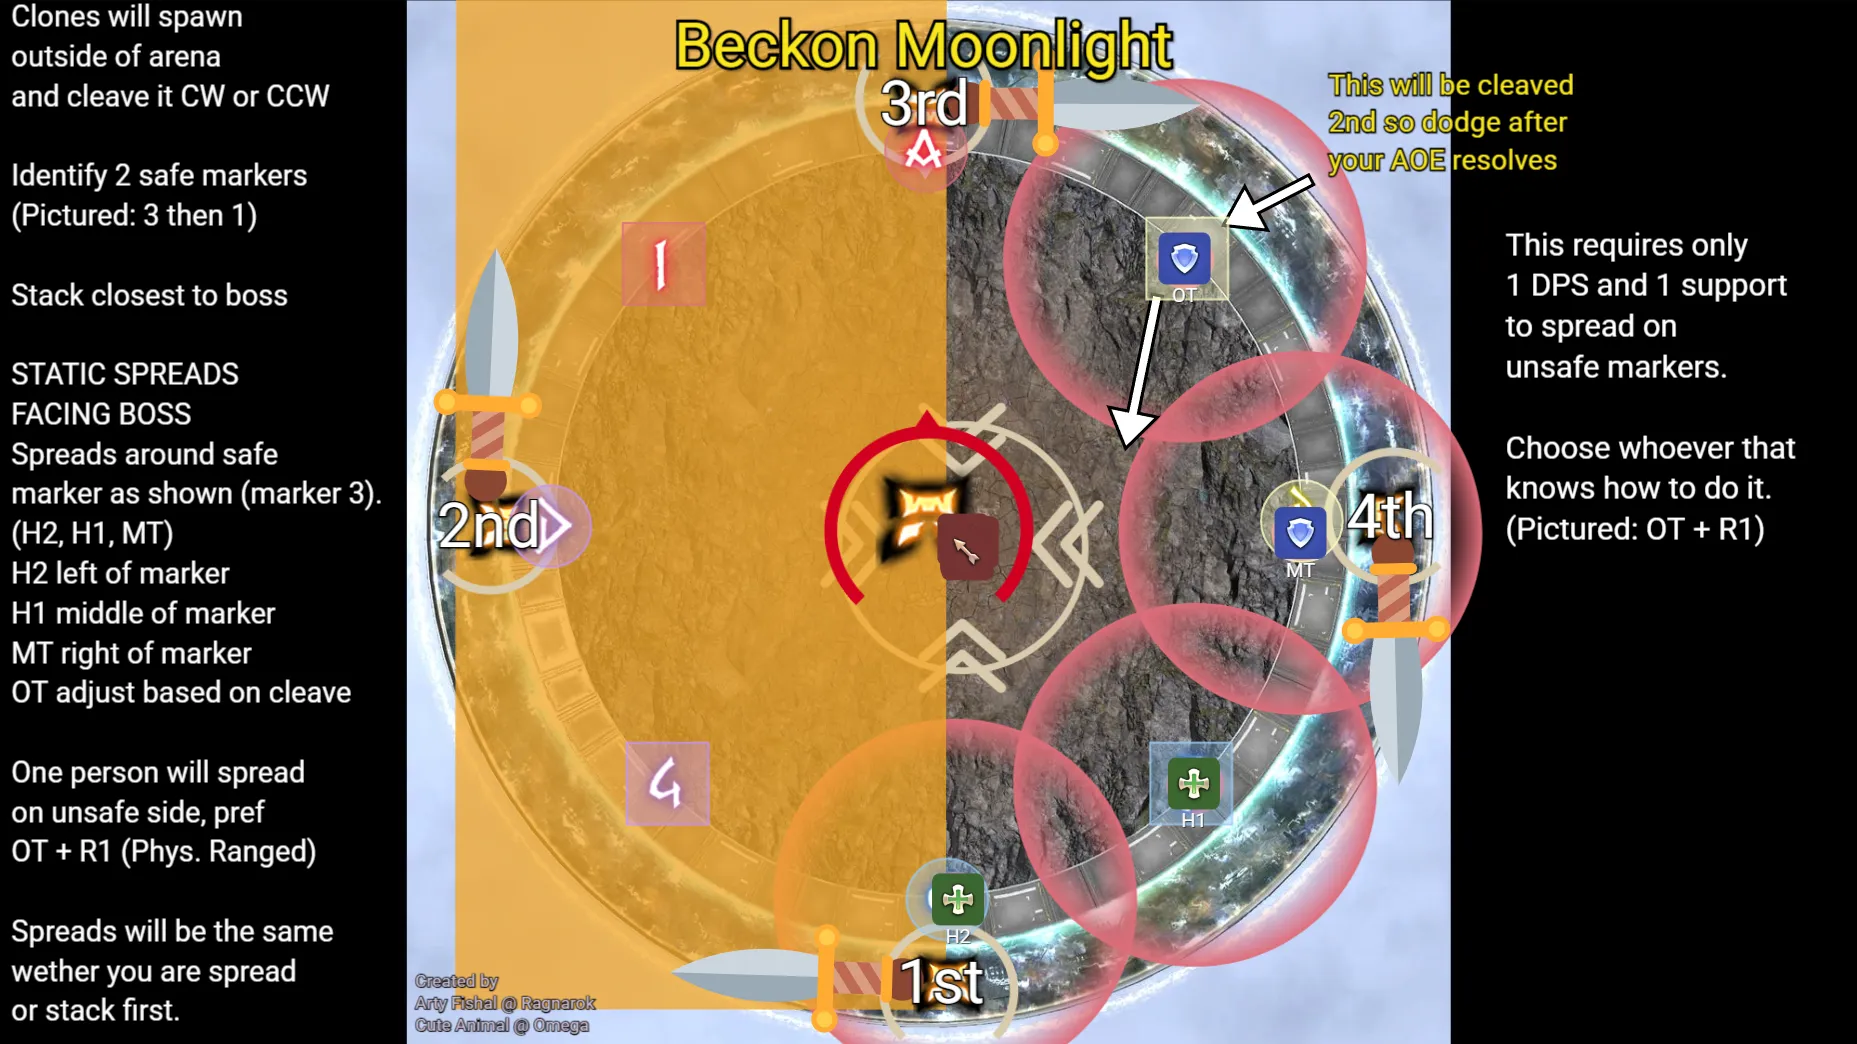 Beckon Moonlight
Clones will spawn
outside of arena
and cleave it CW or CCW
Identify 2 safe markers
(Pictured: 3 then 1)
Stack closest to boss
STATIC SPREADS
FACING BOSS
Spreads around safe
marker as shown (marker 3).
(H2, H1, MT)
H2 left of marker
H1 middle of marker
MT right of marker
OT adjust based on cleave
One person will spread
on unsafe side, pref
OT + R1 (Phys. Ranged)
Spreads will be the same
wether you are spread
or stack first.
3rd
A
1
OT
2nd
D
4th
MT
4
H1
H2
1st
Created by
Arty Fishal @ Ragnarok
Cute Animal @ Omega
This will be cleaved
2nd so dodge after
your AOE resolves
This requires only
1 DPS and 1 support
to spread on
unsafe markers.
Choose whoever that
knows how to do it.
(Pictured: OT + R1)